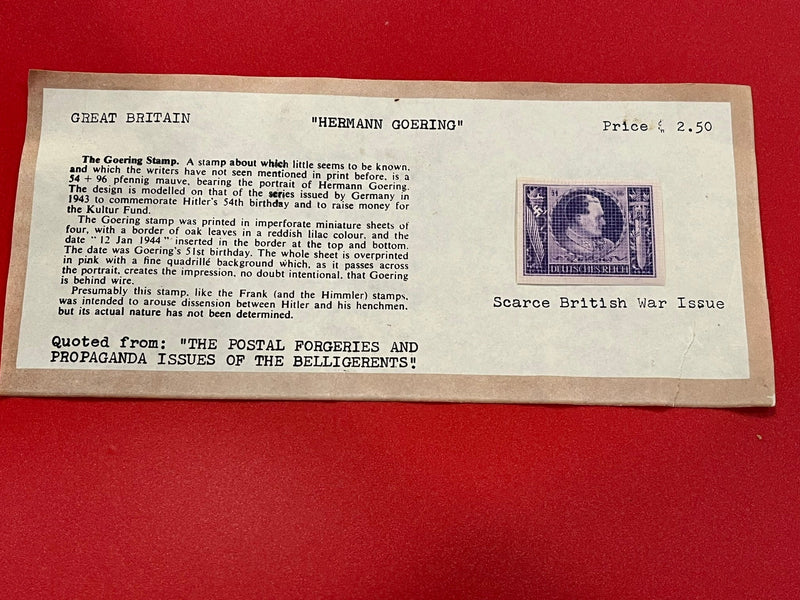 GREAT BRITAIN
"HERMANN GOERING"
Price £ 2.50
The Goering Stamp. A stamp about which little seems to be known,
and which the writers have not seen mentioned in print before, is a
54 + 96 pfennig mauve, bearing the portrait of Hermann Goering.
The design is modelled on that of the series issued by Germany in
1943 to commemorate Hitler's 54th birthday and to raise money for
the Kultur Fund.
The Goering stamp was printed in imperforate miniature sheets of
four, with a border of oak leaves in a reddish lilac colour, and the
date "12 Jan 1944" inserted in the border at the top and bottom.
The date was Goering's 51st birthday. The whole sheet is overprinted
in pink with a fine quadrillé background which, as it passes across
the portrait, creates the impression, no doubt intentional, that Goering
is behind wire.
Presumably this stamp, like the Frank (and the Himmler) stamps,
was intended to arouse dissension between Hitler and his henchmen,
but its actual nature has not been determined.
Quoted from: "THE POSTAL FORGERIES AND
PROPAGANDA ISSUES OF THE BELLIGERENTS".
54
DEUTSCHES REICH
Scarce British War Issue